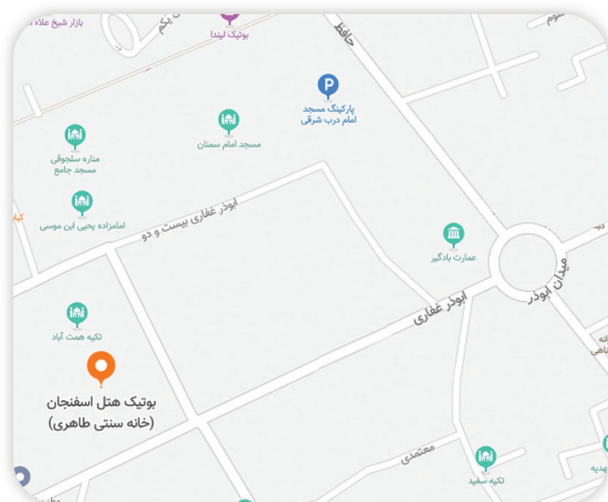 بازار شیخ علاء ا
بوتیک لیندا
یکم
حافظ
P
پارکینگ مسجد
امام درب شرقی
مسجد امام سمنان
مناره سلجوقی
مسجد جامع
امامزاده یحیی ابن موسی
ابوذر غفاری بیست و دو
عمارت بادگیر
میدان ابوذر
ابوذر غفاری
تکیه همت آباد
بوتیک هتل اسفنجان
(خانه سنتی طاهری)
معتمدی
تکیه سفید
هدیه